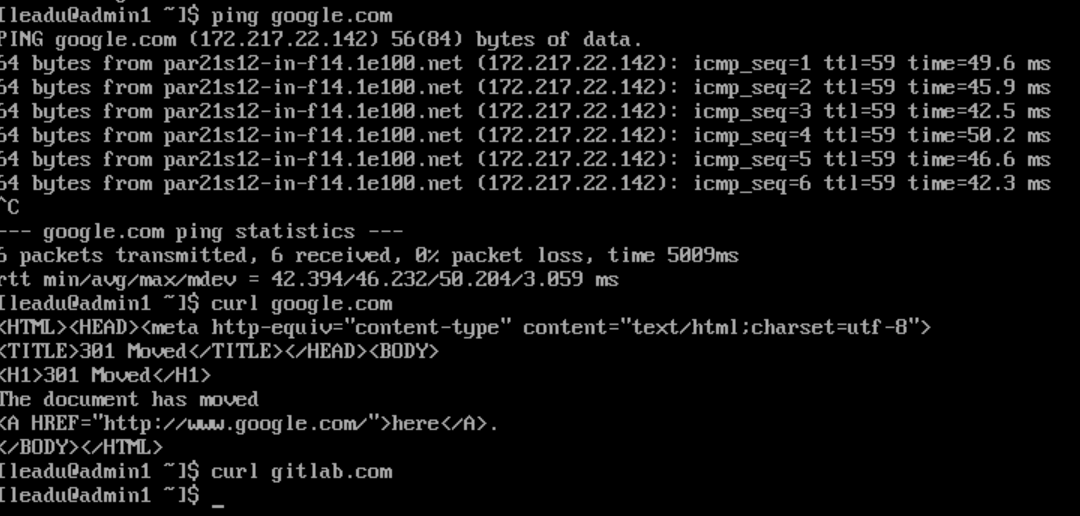 [leadu@admin1 ~]$ ping google.com
PING google.com (172.217.22.142) 56(84) bytes of data.
64 bytes from par21s12-in-f14.1e100.net (172.217.22.142): icmp_seq=1 ttl=59 time=49.6 ms
64 bytes from par21s12-in-f14.1e100.net (172.217.22.142): icmp_seq=2 ttl=59 time=45.9 ms
64 bytes from par21s12-in-f14.1e100.net (172.217.22.142): icmp_seq=3 ttl=59 time=42.5 ms
64 bytes from par21s12-in-f14.1e100.net (172.217.22.142): icmp_seq=4 ttl=59 time=50.2 ms
64 bytes from par21s12-in-f14.1e100.net (172.217.22.142): icmp_seq=5 ttl=59 time=46.6 ms
64 bytes from par21s12-in-f14.1e100.net (172.217.22.142): icmp_seq=6 ttl=59 time=42.3 ms
^C
--- google.com ping statistics ---
6 packets transmitted, 6 received, 0% packet loss, time 5009ms
rtt min/avg/max/mdev = 42.394/46.232/50.204/3.059 ms
[leadu@admin1 ~]$ curl google.com
<HTML><HEAD><meta http-equiv="content-type" content="text/html;charset=utf-8">
<TITLE>301 Moved</TITLE></HEAD><BODY>
<H1>301 Moved</H1>
The document has moved
<A HREF="http://www.google.com/">here</A>.
</BODY></HTML>
[leadu@admin1 ~]$ curl gitlab.com
[leadu@admin1 ~]$ _